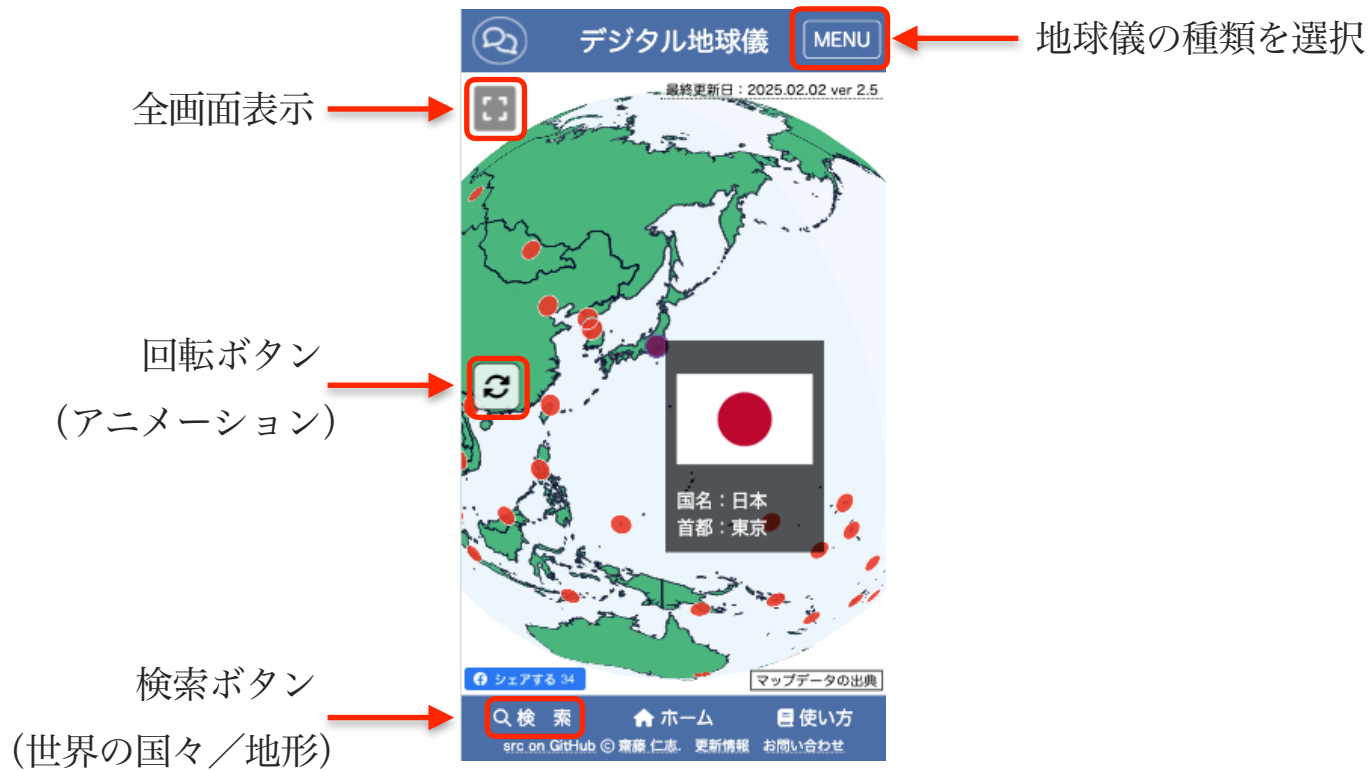 デジタル地球儀
MENU
地球儀の種類を選択
最終更新日：2025.02.02 ver 2.5
全画面表示
回転ボタン
(アニメーション)
国名：日本
首都：東京
検索ボタン
(世界の国々／地形)
シェアする 34
マップデータの出典
検 索
ホーム
使い方
src on GitHub © 齋藤 仁志. 更新情報 お問い合わせ